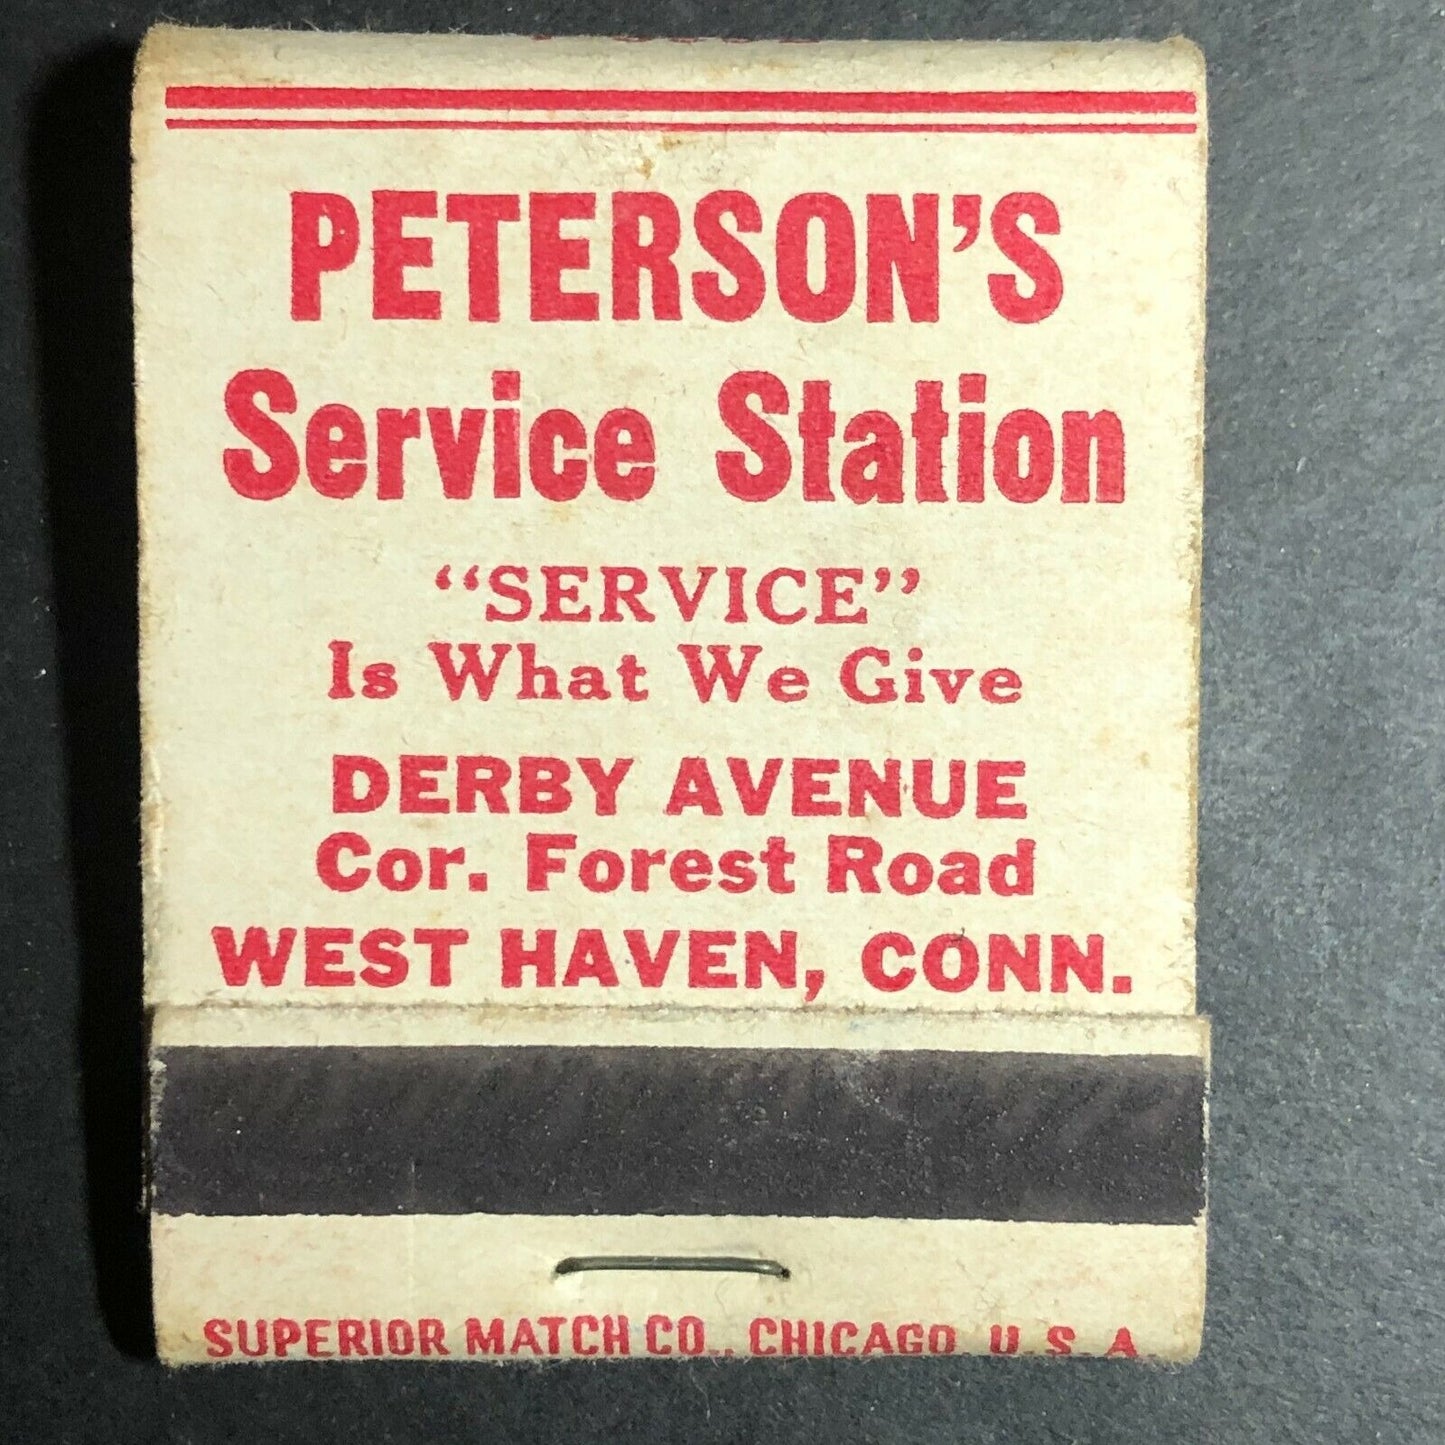 PETERSON'S
Service Station
"SERVICE"
Is What We Give
DERBY AVENUE
Cor. Forest Road
WEST HAVEN, CONN.
SUPERIOR MATCH CO., CHICAGO, U. S. A.